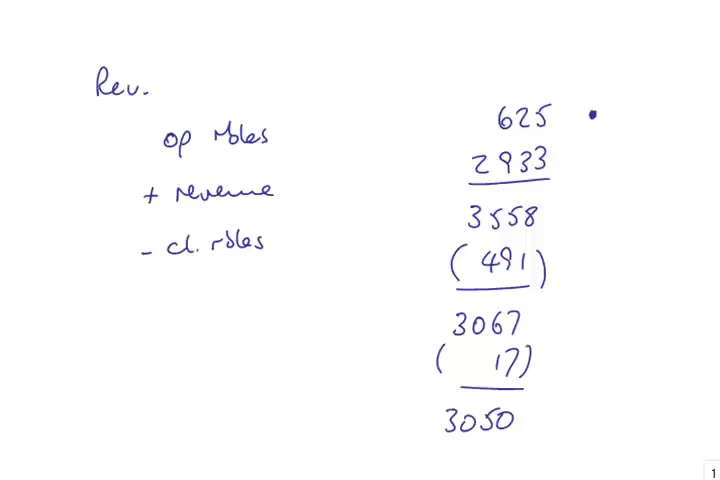 Rev.
op rbles 625
+ revenue 2933
3558
- cl. rbles (491)
3067
(17)
3050
1